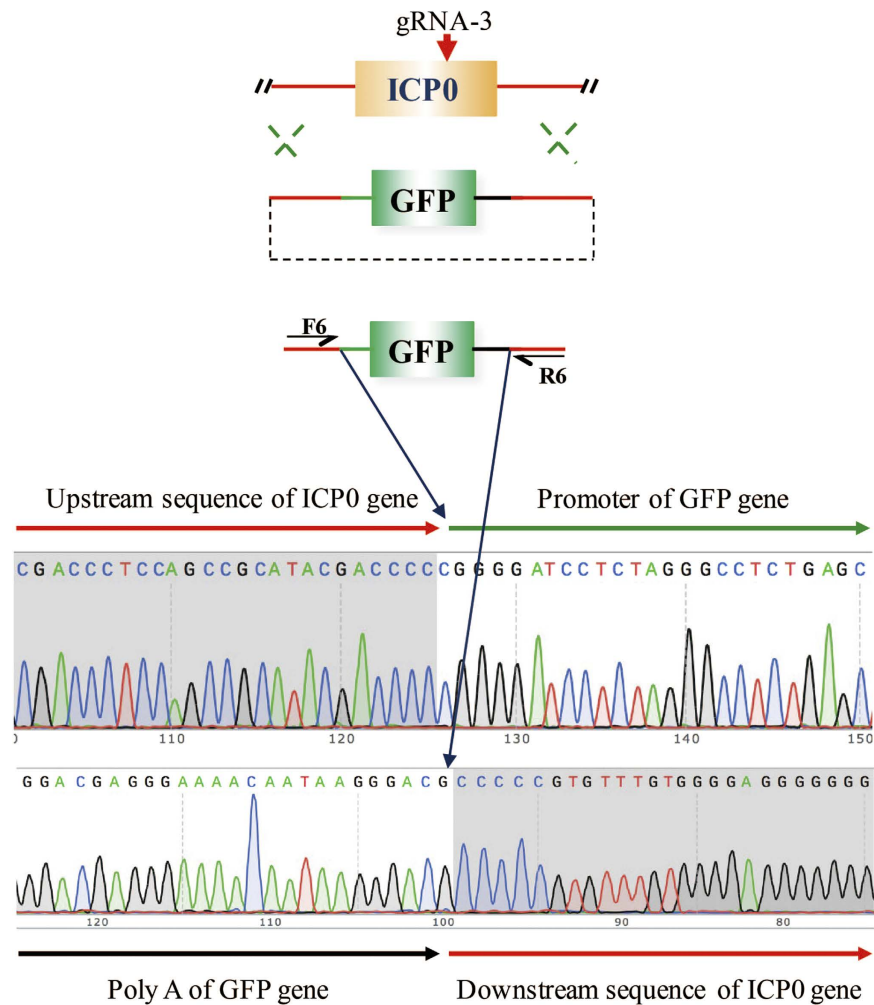 gRNA-3
ICP0
GFP
F6
GFP
R6
Upstream sequence of ICP0 gene
Promoter of GFP gene
CGACCCTCCAGCCGCATACGACCCCCGGGGATCCTCTAGGGCCTCTGAGC
0 110 120 130 140 150
GGACGAGGGAAAACAATAAGGGACGCCCCCGTGTTTGTGGGGAGGGGGGG
120 110 100 90 80
Poly A of GFP gene
Downstream sequence of ICP0 gene